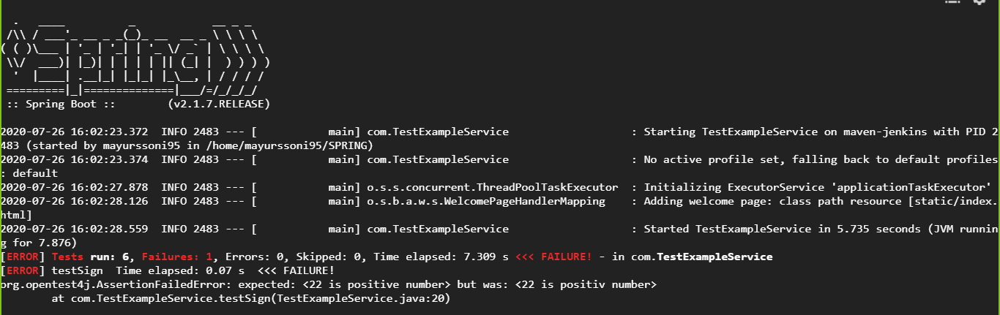 .   ____          _            __ _ _
 /\\ / ___'_ __ _ _(_)_ __  __ _ \ \ \ \
( ( )\___ | '_ | '_| | '_ \/ _` | \ \ \ \
 \\/  ___)| |_)| | | | | || (_| |  ) ) ) )
  '  |____| .__|_| |_|_| |_\__, | / / / /
 =========|_|==============|___/=/_/_/_/
 :: Spring Boot ::        (v2.1.7.RELEASE)
2020-07-26 16:02:23.372  INFO 2483 --- [           main] com.TestExampleService                   : Starting TestExampleService on maven-jenkins with PID 2
483 (started by mayurssoni95 in /home/mayurssoni95/SPRING)
2020-07-26 16:02:23.374  INFO 2483 --- [           main] com.TestExampleService                   : No active profile set, falling back to default profiles
: default
2020-07-26 16:02:27.878  INFO 2483 --- [           main] o.s.s.concurrent.ThreadPoolTaskExecutor  : Initializing ExecutorService 'applicationTaskExecutor'
2020-07-26 16:02:28.126  INFO 2483 --- [           main] o.s.b.a.w.s.WelcomePageHandlerMapping    : Adding welcome page: class path resource [static/index.
html]
2020-07-26 16:02:28.559  INFO 2483 --- [           main] com.TestExampleService                   : Started TestExampleService in 5.735 seconds (JVM runnin
g for 7.876)
[ERROR] Tests run: 6, Failures: 1, Errors: 0, Skipped: 0, Time elapsed: 7.309 s <<< FAILURE! - in com.TestExampleService
[ERROR] testSign  Time elapsed: 0.07 s  <<< FAILURE!
org.opentest4j.AssertionFailedError: expected: <22 is positive number> but was: <22 is positiv number>
        at com.TestExampleService.testSign(TestExampleService.java:20)